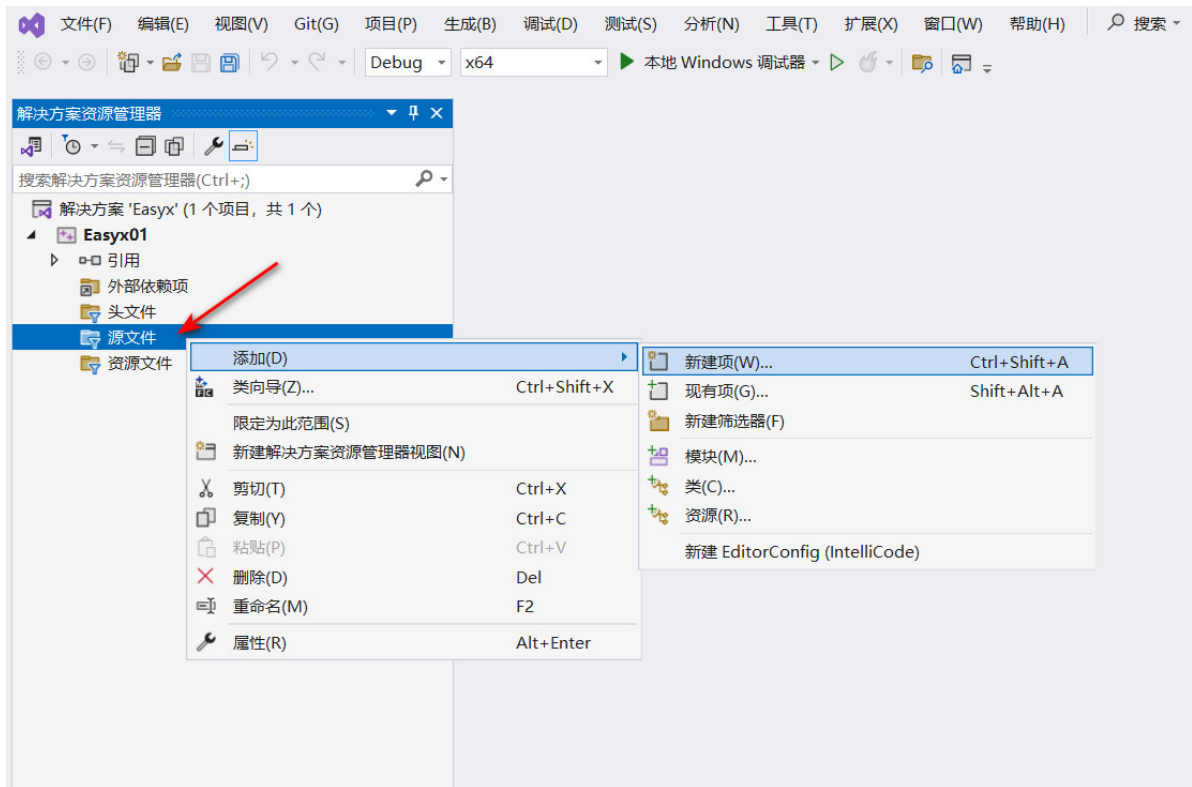 文件(F) 编辑(E) 视图(V) Git(G) 项目(P) 生成(B) 调试(D) 测试(S) 分析(N) 工具(T) 扩展(X) 窗口(W) 帮助(H) 搜索
Debug x64 本地 Windows 调试器
解决方案资源管理器
搜索解决方案资源管理器(Ctrl+;)
解决方案 'Easyx' (1 个项目，共 1 个)
Easyx01
引用
外部依赖项
头文件
源文件
资源文件
添加(D)
类向导(Z)... Ctrl+Shift+X
限定为此范围(S)
新建解决方案资源管理器视图(N)
剪切(T) Ctrl+X
复制(Y) Ctrl+C
粘贴(P) Ctrl+V
删除(D) Del
重命名(M) F2
属性(R) Alt+Enter
新建项(W)... Ctrl+Shift+A
现有项(G)... Shift+Alt+A
新建筛选器(F)
模块(M)...
类(C)...
资源(R)...
新建 EditorConfig (IntelliCode)